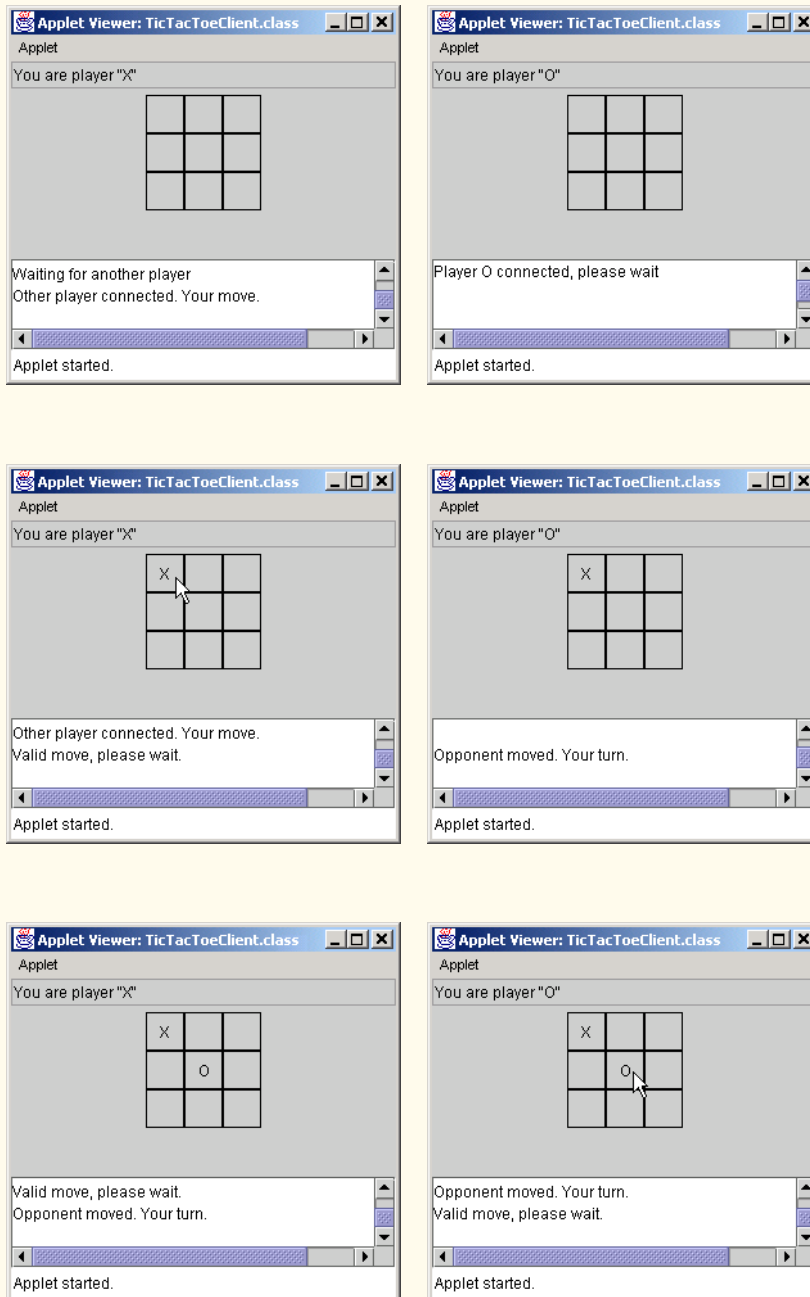 Applet Viewer: TicTacToeClient.class
Applet
You are player "X"
Waiting for another player
Other player connected. Your move.
Applet started.
Applet Viewer: TicTacToeClient.class
Applet
You are player "O"
Player O connected, please wait
Applet started.
Applet Viewer: TicTacToeClient.class
Applet
You are player "X"
X
Other player connected. Your move.
Valid move, please wait.
Applet started.
Applet Viewer: TicTacToeClient.class
Applet
You are player "O"
X
Opponent moved. Your turn.
Applet started.
Applet Viewer: TicTacToeClient.class
Applet
You are player "X"
X
O
Valid move, please wait.
Opponent moved. Your turn.
Applet started.
Applet Viewer: TicTacToeClient.class
Applet
You are player "O"
X
O
Opponent moved. Your turn.
Valid move, please wait.
Applet started.